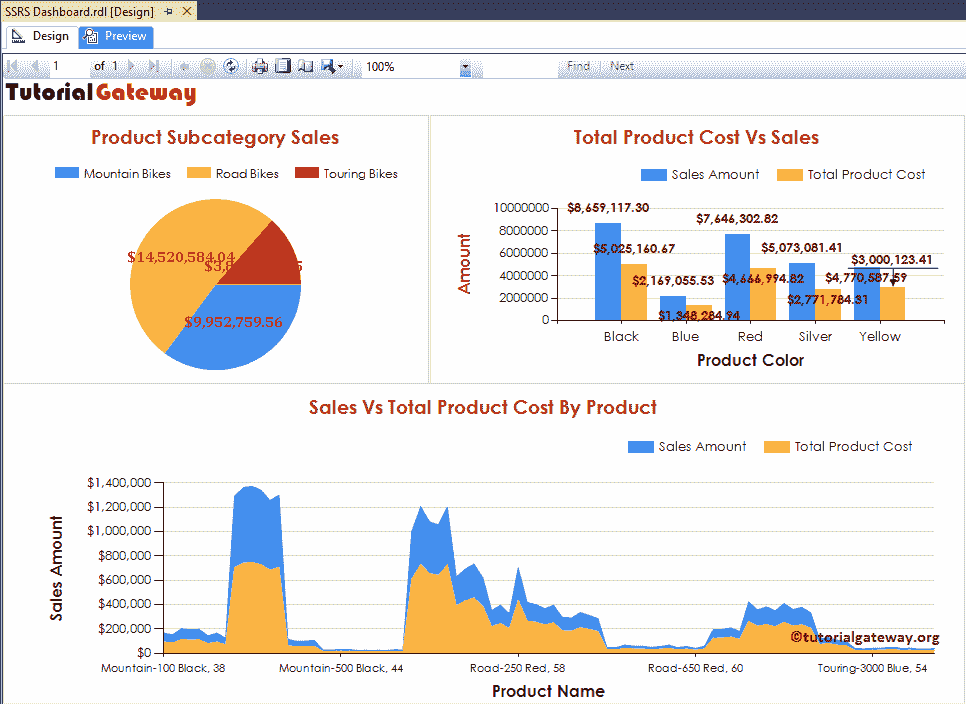 SSRS Dashboard.rdl [Design]
Design Preview
1 of 1 100% Find Next
TutorialGateway
Product Subcategory Sales
Mountain Bikes Road Bikes Touring Bikes
$14,520,584.04
$9,952,759.56
Total Product Cost Vs Sales
Sales Amount Total Product Cost
Amount
10000000
8000000
6000000
4000000
2000000
0
$8,659,117.30
$7,646,302.82
$5,025,160.67
$5,073,081.41
$3,000,123.41
$2,169,055.53
$4,666,994.82
$4,770,587.59
$2,771,784.31
$1,348,284.94
Black Blue Red Silver Yellow
Product Color
Sales Vs Total Product Cost By Product
Sales Amount Total Product Cost
Sales Amount
$1,400,000
$1,200,000
$1,000,000
$800,000
$600,000
$400,000
$200,000
$0
©tutorialgateway.org
Mountain-100 Black, 38 Mountain-500 Black, 44 Road-250 Red, 58 Road-650 Red, 60 Touring-3000 Blue, 54
Product Name